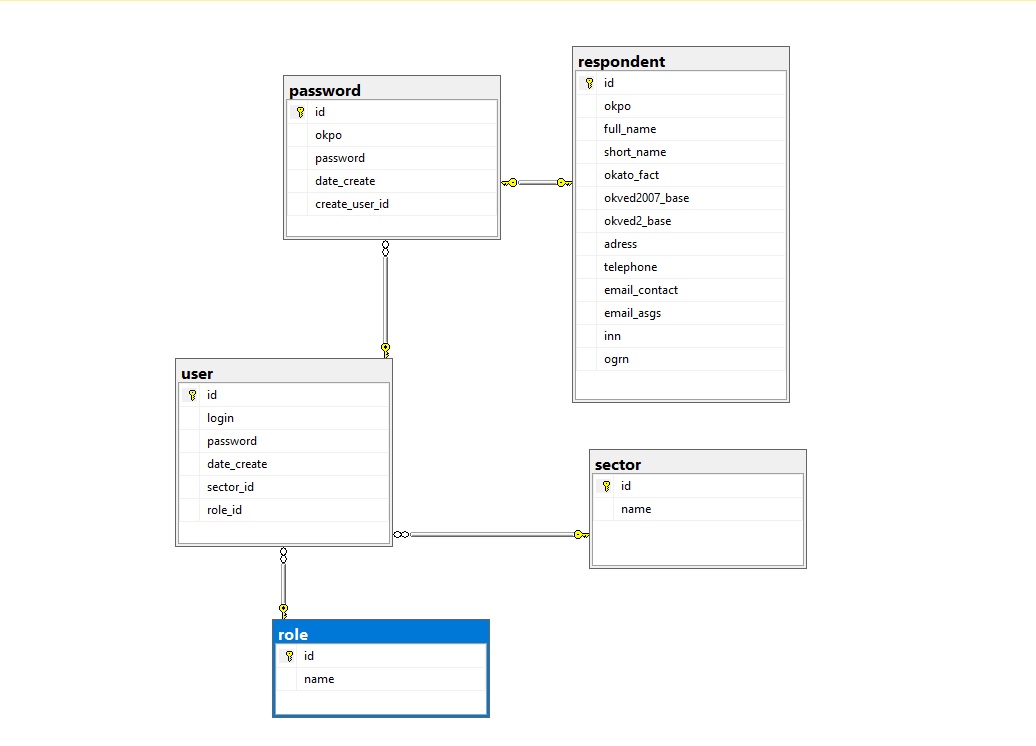 password
id
okpo
password
date_create
create_user_id
respondent
id
okpo
full_name
short_name
okato_fact
okved2007_base
okved2_base
adress
telephone
email_contact
email_asgs
inn
ogrn
user
id
login
password
date_create
sector_id
role_id
sector
id
name
role
id
name